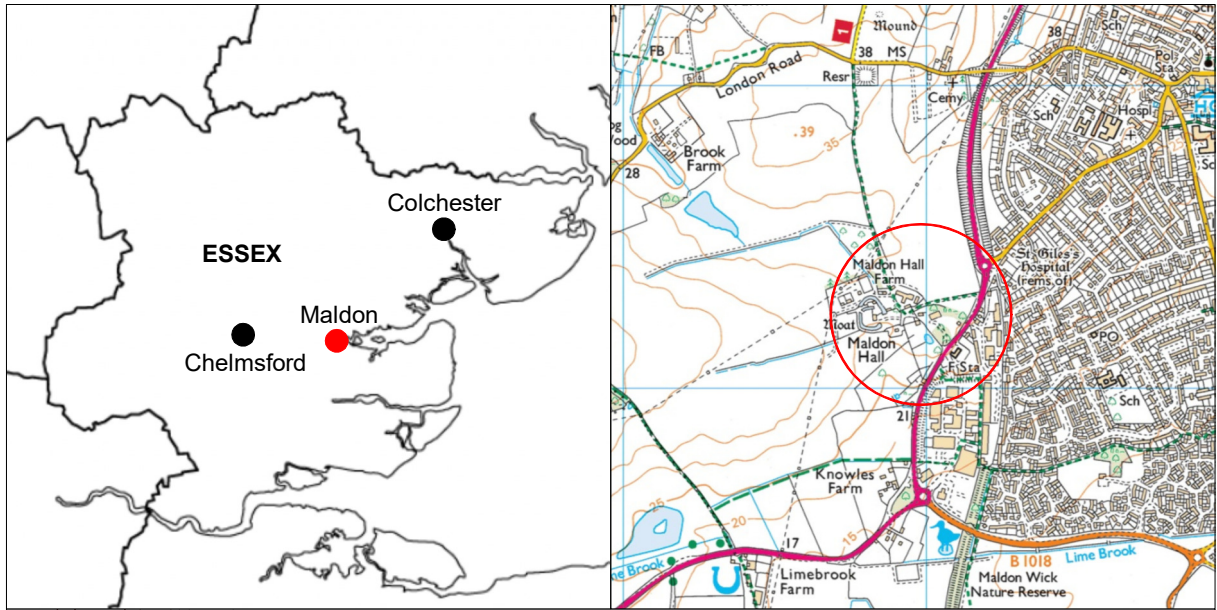 Colchester
ESSEX
Maldon
Chelmsford
1
Mound
Sch
38
FB
38
MS
Pol
Sta
London Road
Resr
Cemy
Sch
Hospl
.39
35
Brook
Farm
28
St Giles's
Hospital
(rems of)
Maldon Hall
Farm
Moat
Maldon
Hall
PO
F Sta
Sch
21
Knowles
Farm
25
20
15
17
Lime Brook
B 1018
Limebrook
Farm
Maldon Wick
Nature Reserve